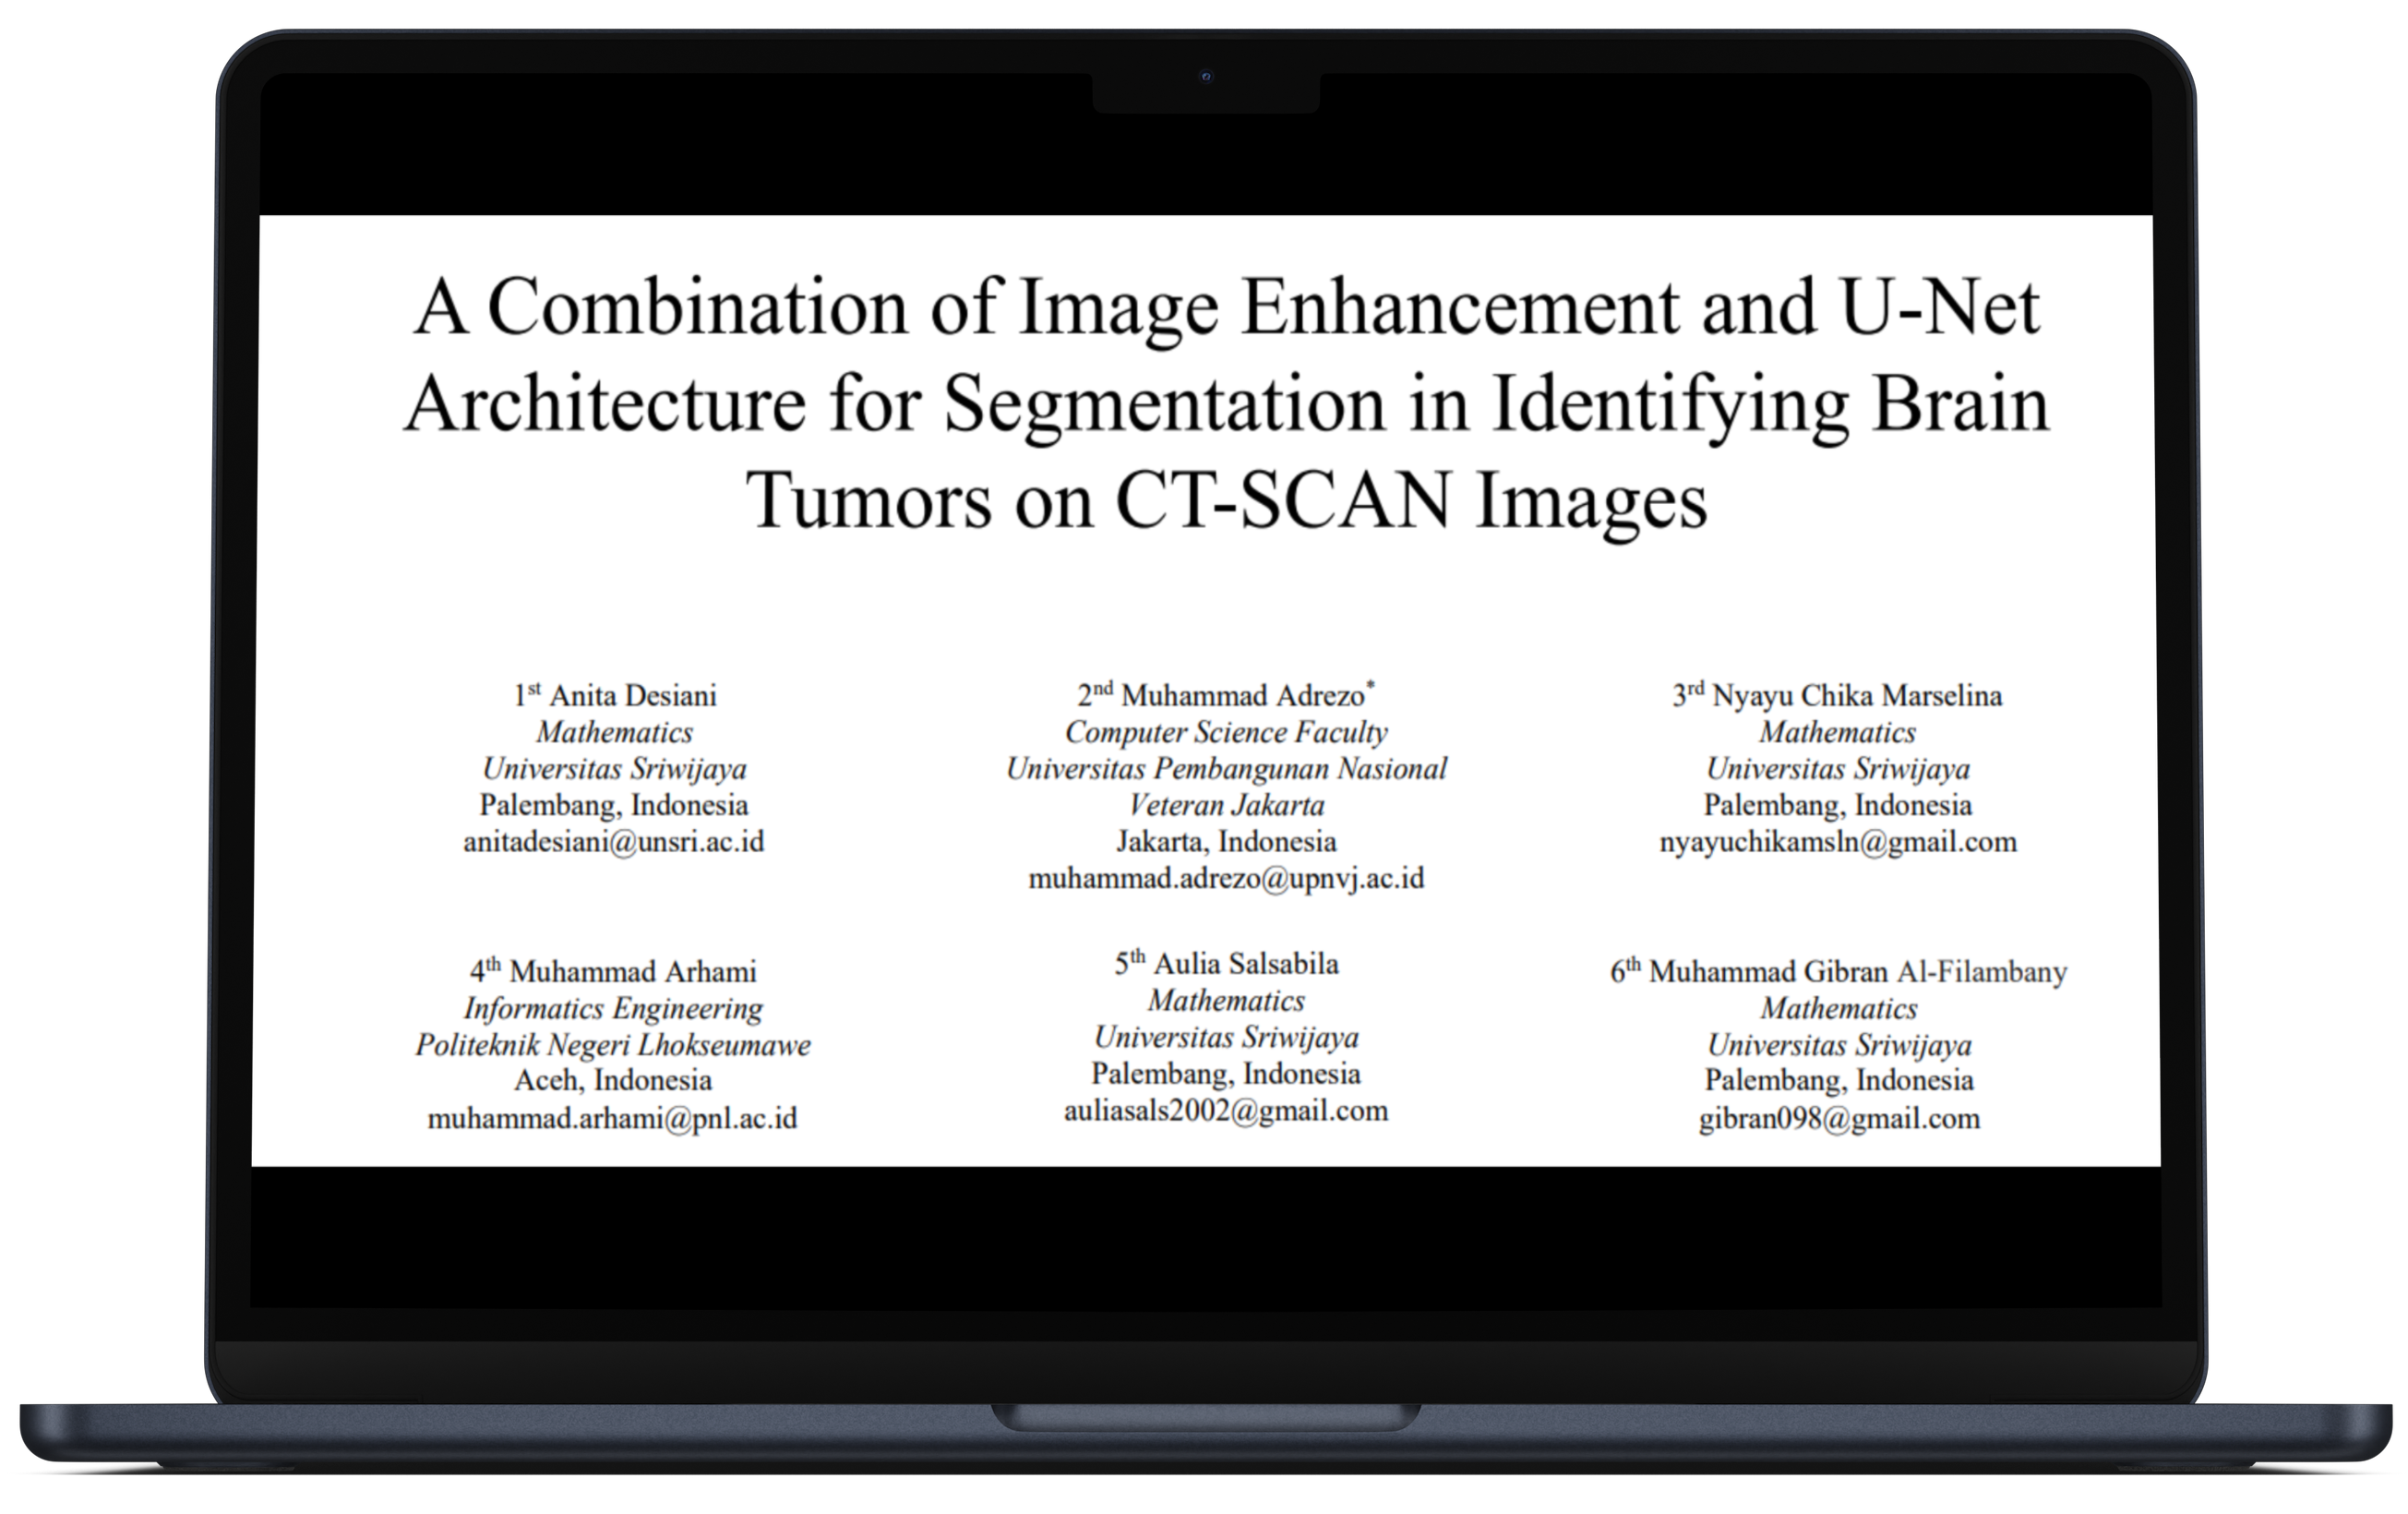 A Combination of Image Enhancement and U-Net
Architecture for Segmentation in Identifying Brain
Tumors on CT-SCAN Images
1st Anita Desiani
Mathematics
Universitas Sriwijaya
Palembang, Indonesia
anitadesiani@unsri.ac.id
2nd Muhammad Adrezo*
Computer Science Faculty
Universitas Pembangunan Nasional
Veteran Jakarta
Jakarta, Indonesia
muhammad.adrezo@upnvj.ac.id
3rd Nyayu Chika Marselina
Mathematics
Universitas Sriwijaya
Palembang, Indonesia
nyayuchikamsln@gmail.com
4th Muhammad Arhami
Informatics Engineering
Politeknik Negeri Lhokseumawe
Aceh, Indonesia
muhammad.arhami@pnl.ac.id
5th Aulia Salsabila
Mathematics
Universitas Sriwijaya
Palembang, Indonesia
auliasals2002@gmail.com
6th Muhammad Gibran Al-Filambany
Mathematics
Universitas Sriwijaya
Palembang, Indonesia
gibran098@gmail.com